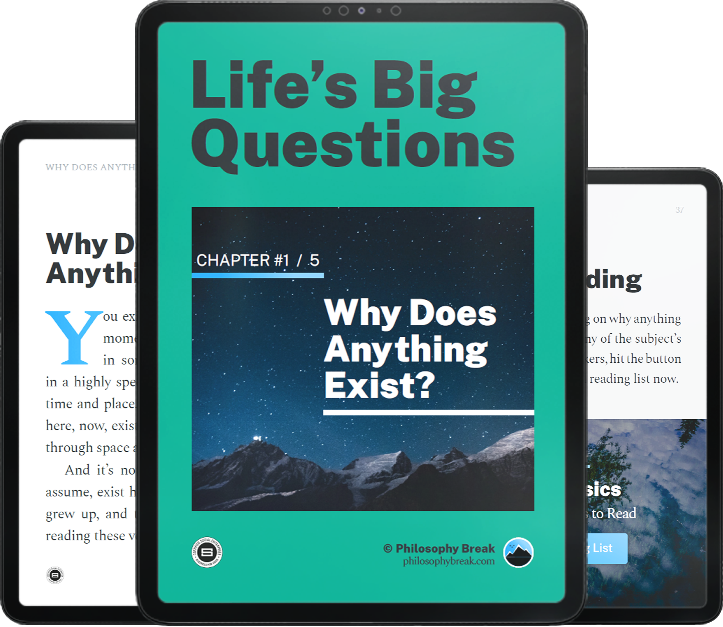 Life's Big
Questions
CHAPTER #1 / 5
Why Does
Anything
Exist?
© Philosophy Break
philosophybreak.com
WHY DOES ANYTH
Why D
Anythi
You ex
mome
in so
in a highly spe
time and place
here, now, exis
through space a
And it's no
assume, exist h
grew up, and
reading these v
37
ding
g on why anything
ny of the subject's
kers, hit the button
reading list now.
sics
s to Read
g List